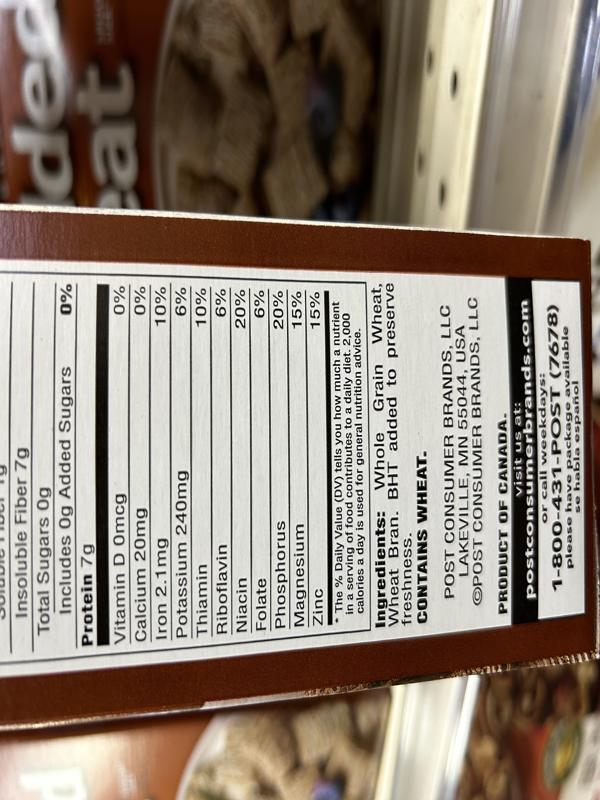 Soluble Fiber 1g
Insoluble Fiber 7g
Total Sugars 0g
Includes 0g Added Sugars 0%
Protein 7g
Vitamin D 0mcg 0%
Calcium 20mg 0%
Iron 2.1mg 10%
Potassium 240mg 6%
Thiamin 10%
Riboflavin 6%
Niacin 20%
Folate 6%
Phosphorus 20%
Magnesium 15%
Zinc 15%
* The % Daily Value (DV) tells you how much a nutrient
in a serving of food contributes to a daily diet. 2,000
calories a day is used for general nutrition advice.
Ingredients: Whole Grain Wheat,
Wheat Bran. BHT added to preserve
freshness.
CONTAINS WHEAT.
POST CONSUMER BRANDS, LLC
LAKEVILLE, MN 55044, USA
©POST CONSUMER BRANDS, LLC
PRODUCT OF CANADA.
visit us at:
postconsumerbrands.com
or call weekdays:
1-800-431-POST (7678)
please have package available
se habla español
ded
eat